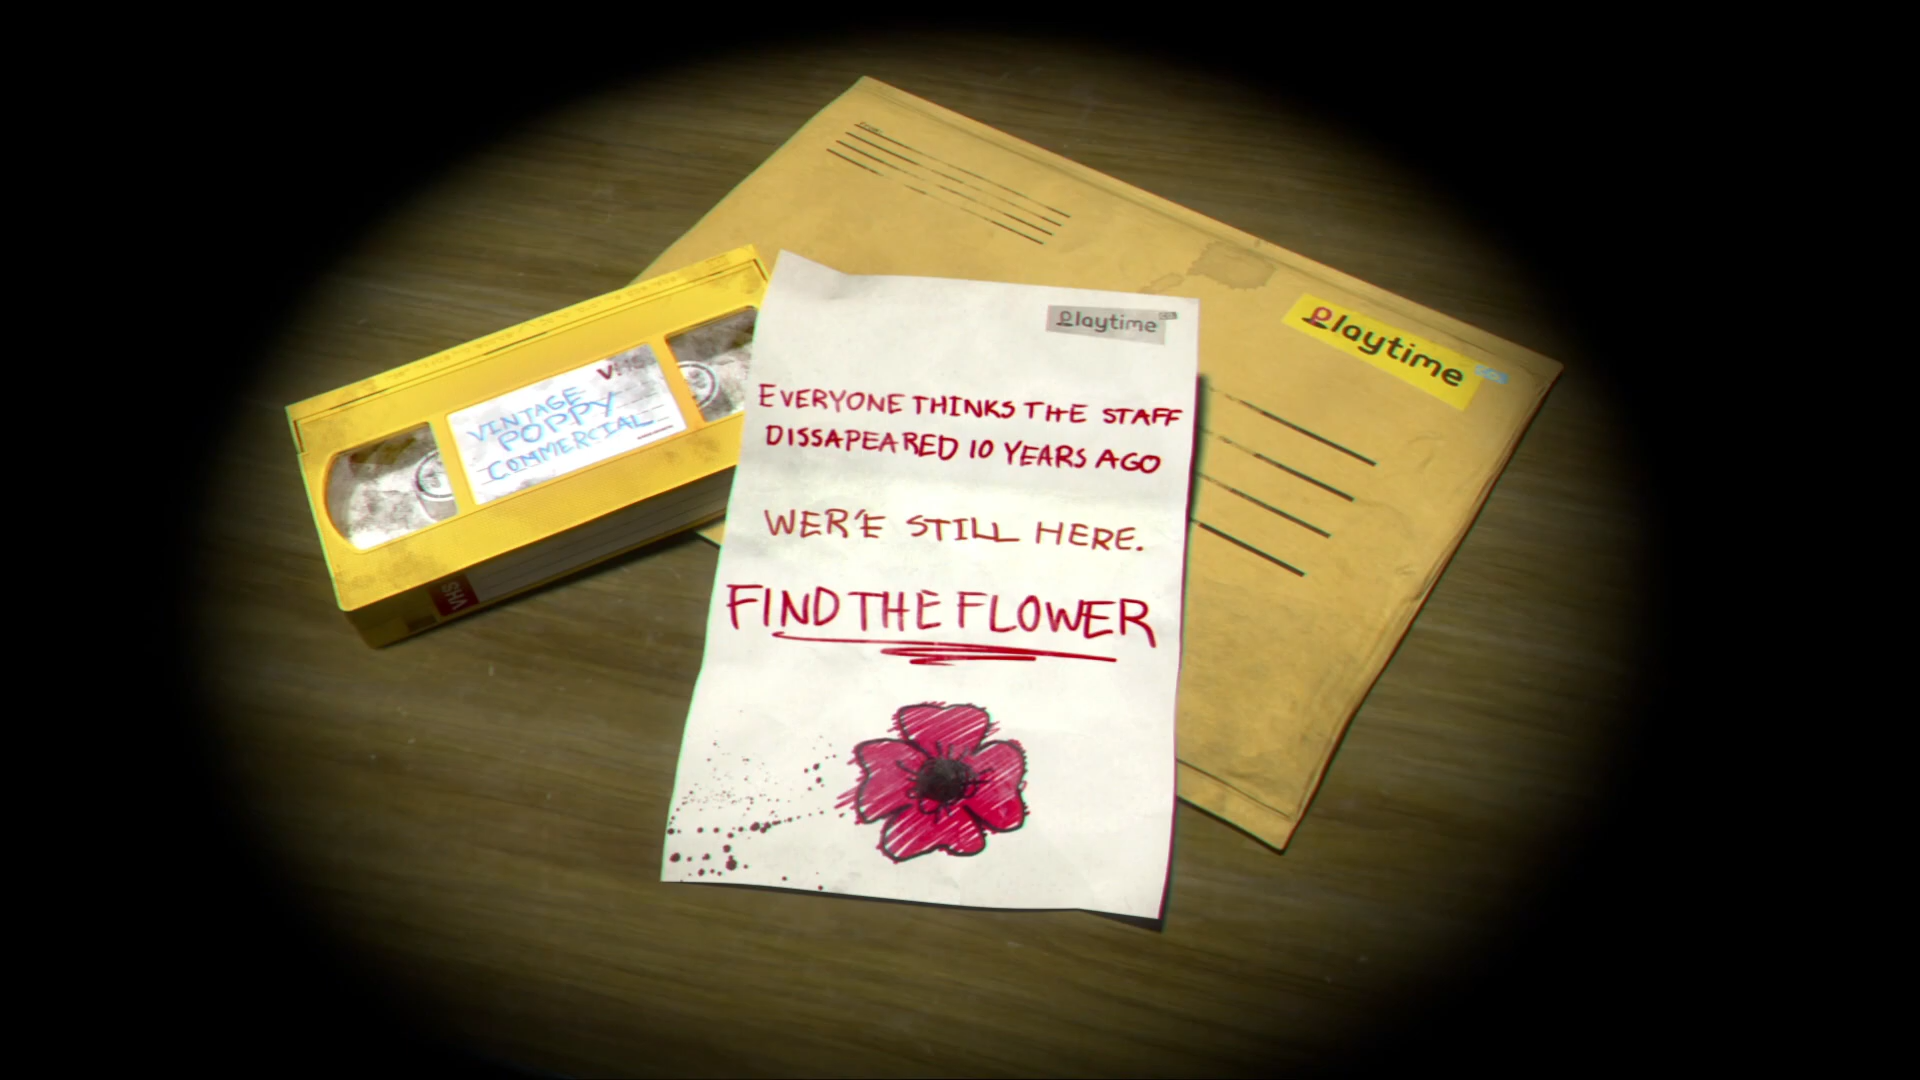 Playtime
VINTAGE
POPPY
COMMERCIAL
VHS
Playtime
EVERYONE THINKS THE STAFF
DISSAPEARED 10 YEARS AGO
WER'E STILL HERE.
FIND THE FLOWER